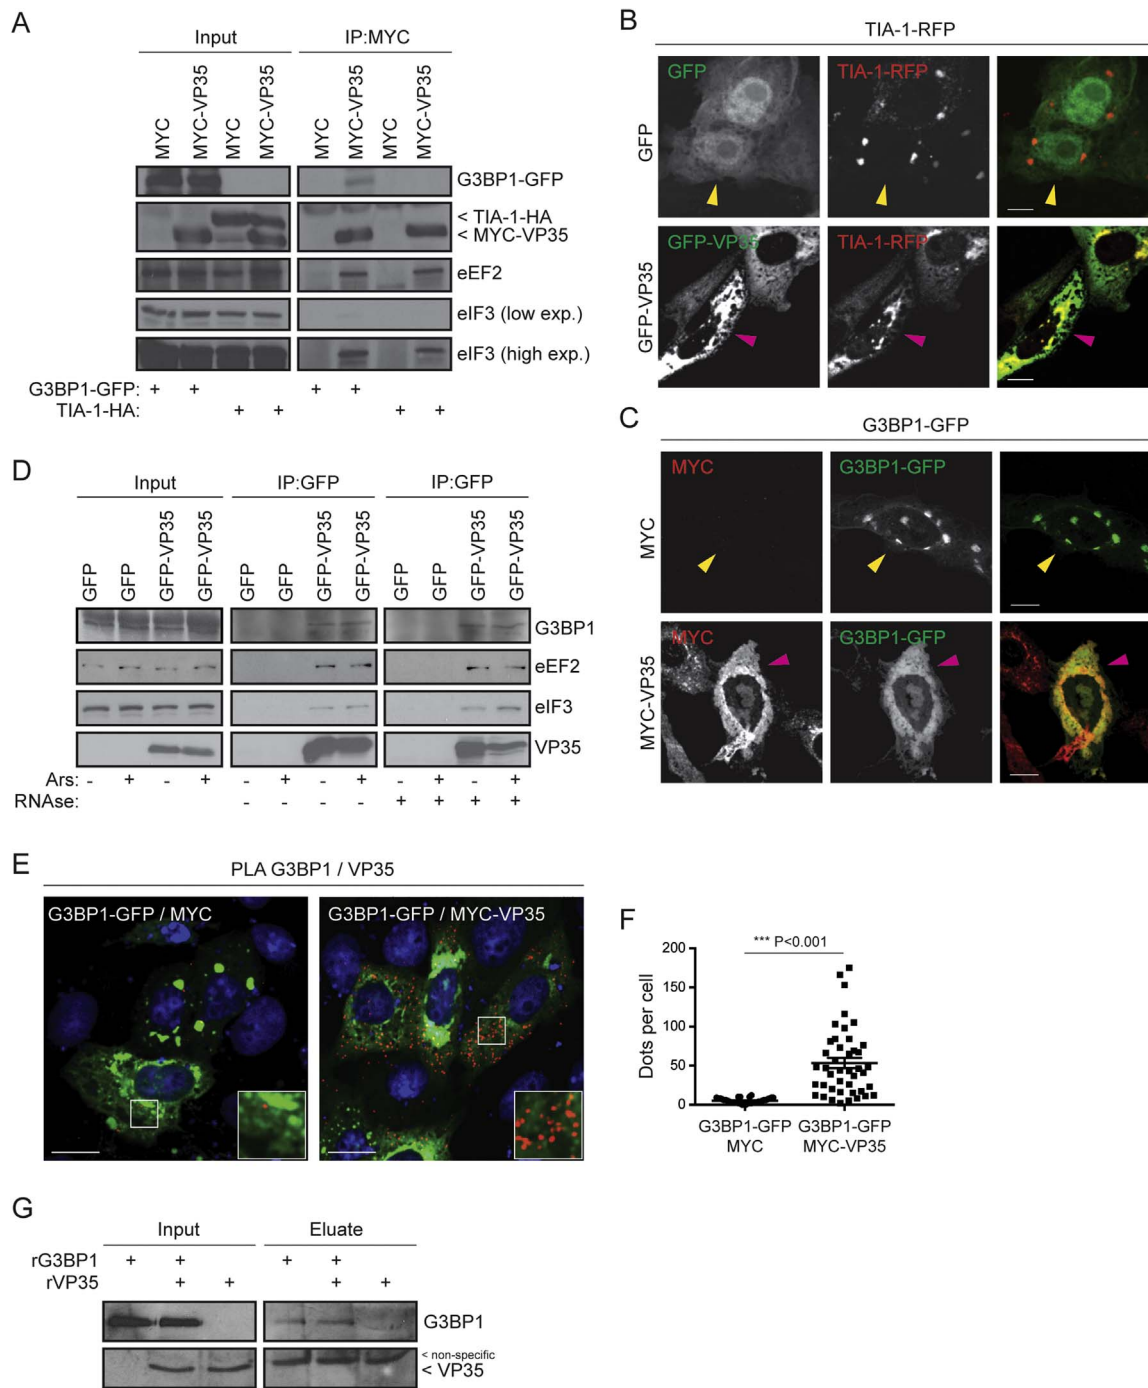 A
Input IP:MYC
MYC MYC-VP35 MYC MYC-VP35 MYC MYC-VP35 MYC MYC-VP35
G3BP1-GFP
< TIA-1-HA
< MYC-VP35
eEF2
eIF3 (low exp.)
eIF3 (high exp.)
G3BP1-GFP: + + + +
TIA-1-HA: + + + +
B
TIA-1-RFP
GFP TIA-1-RFP
GFP
GFP-VP35 TIA-1-RFP
GFP-VP35
C
G3BP1-GFP
MYC G3BP1-GFP
MYC
MYC G3BP1-GFP
MYC-VP35
D
Input IP:GFP IP:GFP
GFP GFP GFP-VP35 GFP-VP35 GFP GFP GFP-VP35 GFP-VP35 GFP GFP GFP-VP35 GFP-VP35
G3BP1
eEF2
eIF3
VP35
Ars: - + - + - + - + - + - +
RNAse: - - - - + + + +
E
PLA G3BP1 / VP35
G3BP1-GFP / MYC G3BP1-GFP / MYC-VP35
F
*** P<0.001
200
150
100
50
0
Dots per cell
G3BP1-GFP G3BP1-GFP
MYC MYC-VP35
G
Input Eluate
rG3BP1 + + + +
rVP35 + + + +
G3BP1
< non-specific
< VP35